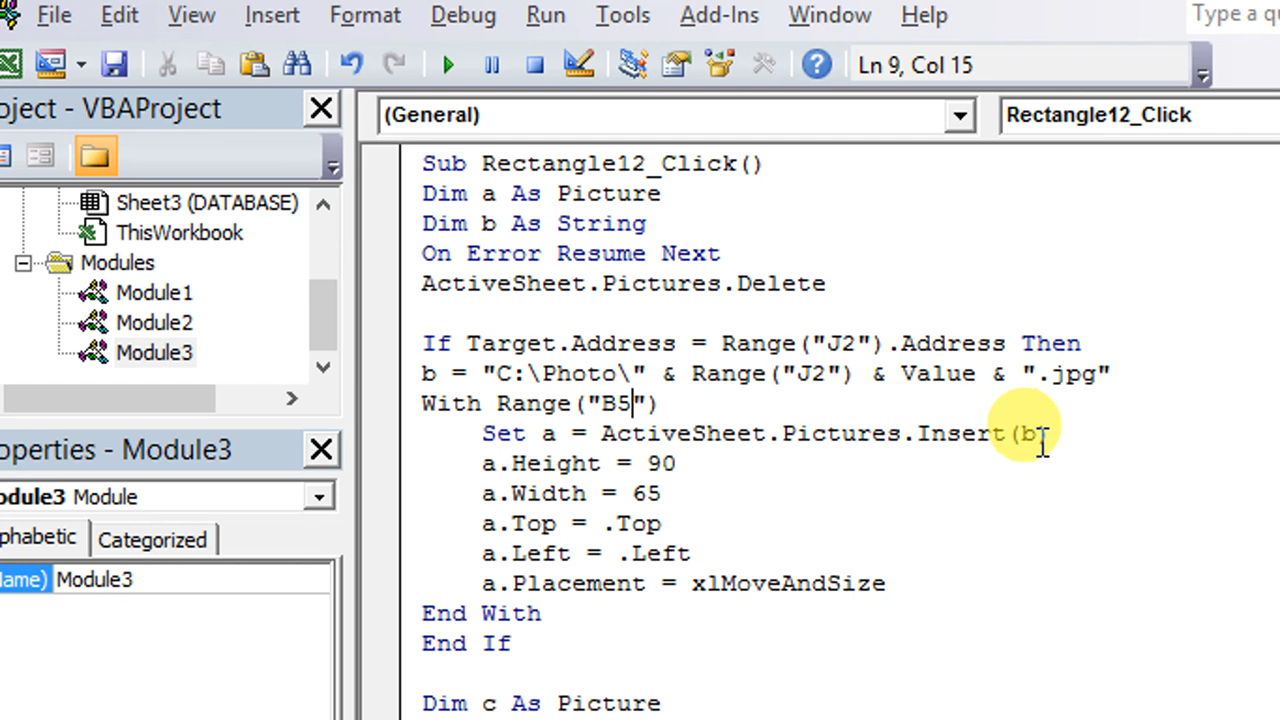 File Edit View Insert Format Debug Run Tools Add-Ins Window Help Type a qu
Ln 9, Col 15
oject - VBAProject
Sheet3 (DATABASE)
ThisWorkbook
Modules
Module1
Module2
Module3
operties - Module3
odule3 Module
phabetic Categorized
ame) Module3
(General) Rectangle12_Click
Sub Rectangle12_Click()
Dim a As Picture
Dim b As String
On Error Resume Next
ActiveSheet.Pictures.Delete
If Target.Address = Range("J2").Address Then
b = "C:\Photo\" & Range("J2") & Value & ".jpg"
With Range("B5")
Set a = ActiveSheet.Pictures.Insert(b)
a.Height = 90
a.Width = 65
a.Top = .Top
a.Left = .Left
a.Placement = xlMoveAndSize
End With
End If
Dim c As Picture